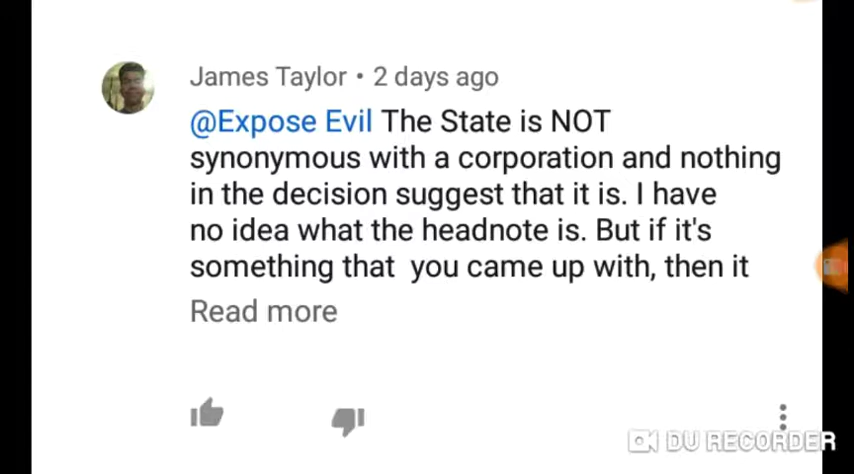 James Taylor • 2 days ago
@Expose Evil The State is NOT
synonymous with a corporation and nothing
in the decision suggest that it is. I have
no idea what the headnote is. But if it's
something that  you came up with, then it
Read more
DU RECORDER